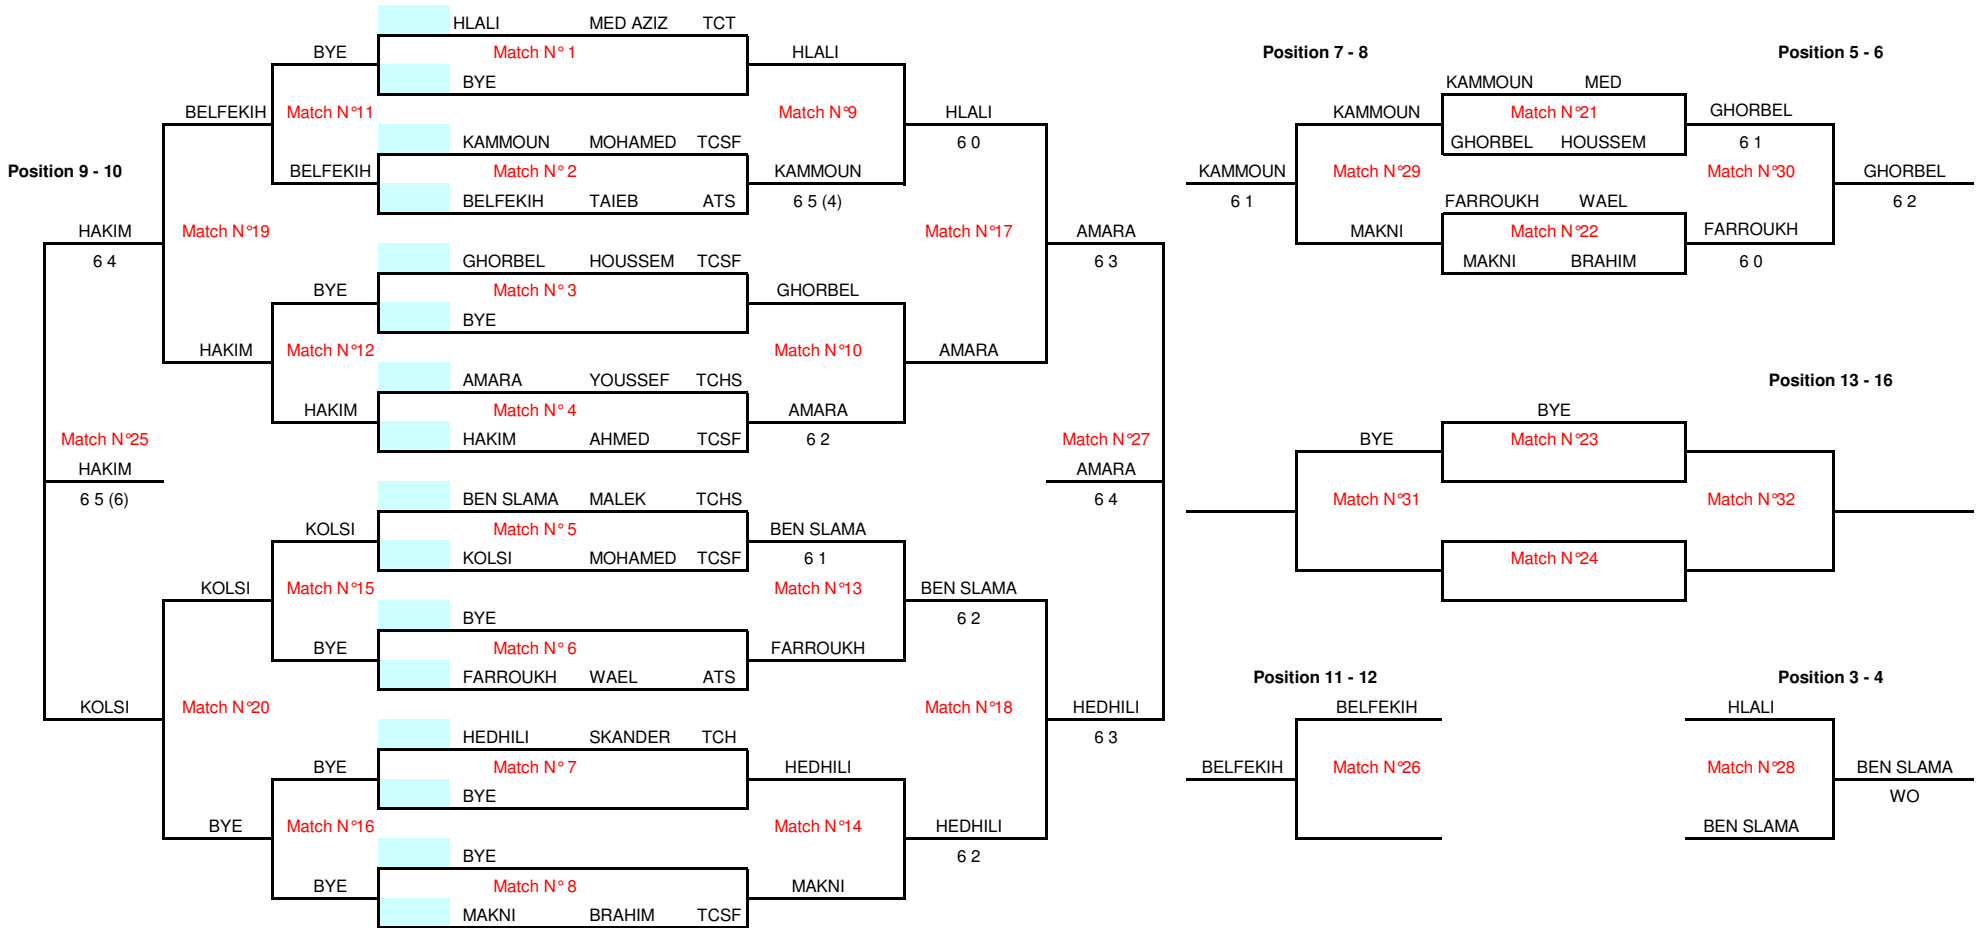 HLALI MED AZIZ TCT
BYE Match N° 1 HLALI Position 7 - 8 Position 5 - 6
BYE KAMMOUN MED
BELFEKIH Match N°11 Match N°9 HLALI KAMMOUN Match N°21 GHORBEL
KAMMOUN MOHAMED TCSF 6 0 GHORBEL HOUSSEM 6 1
Position 9 - 10 BELFEKIH Match N° 2 KAMMOUN KAMMOUN Match N°29 Match N°30 GHORBEL
BELFEKIH TAIEB ATS 6 5 (4) 6 1 FARROUKH WAEL 6 2
HAKIM Match N°19 Match N°17 AMARA MAKNI Match N°22 FARROUKH
6 4 GHORBEL HOUSSEM TCSF 6 3 MAKNI BRAHIM 6 0
BYE Match N° 3 GHORBEL
BYE
HAKIM Match N°12 Match N°10 AMARA
AMARA YOUSSEF TCHS Position 13 - 16
HAKIM Match N° 4 AMARA BYE
Match N°25 HAKIM AHMED TCSF 6 2 Match N°27 BYE Match N°23
HAKIM AMARA
6 5 (6) BEN SLAMA MALEK TCHS 6 4 Match N°31 Match N°32
KOLSI Match N° 5 BEN SLAMA
KOLSI MOHAMED TCSF 6 1 Match N°24
KOLSI Match N°15 Match N°13 BEN SLAMA
BYE 6 2
BYE Match N° 6 FARROUKH
FARROUKH WAEL ATS Position 11 - 12 Position 3 - 4
KOLSI Match N°20 Match N°18 HEDHILI BELFEKIH HLALI
HEDHILI SKANDER TCH 6 3
BYE Match N° 7 HEDHILI BELFEKIH Match N°26 Match N°28 BEN SLAMA
BYE WO
BYE Match N°16 Match N°14 HEDHILI BEN SLAMA
BYE 6 2
BYE Match N° 8 MAKNI
MAKNI BRAHIM TCSF